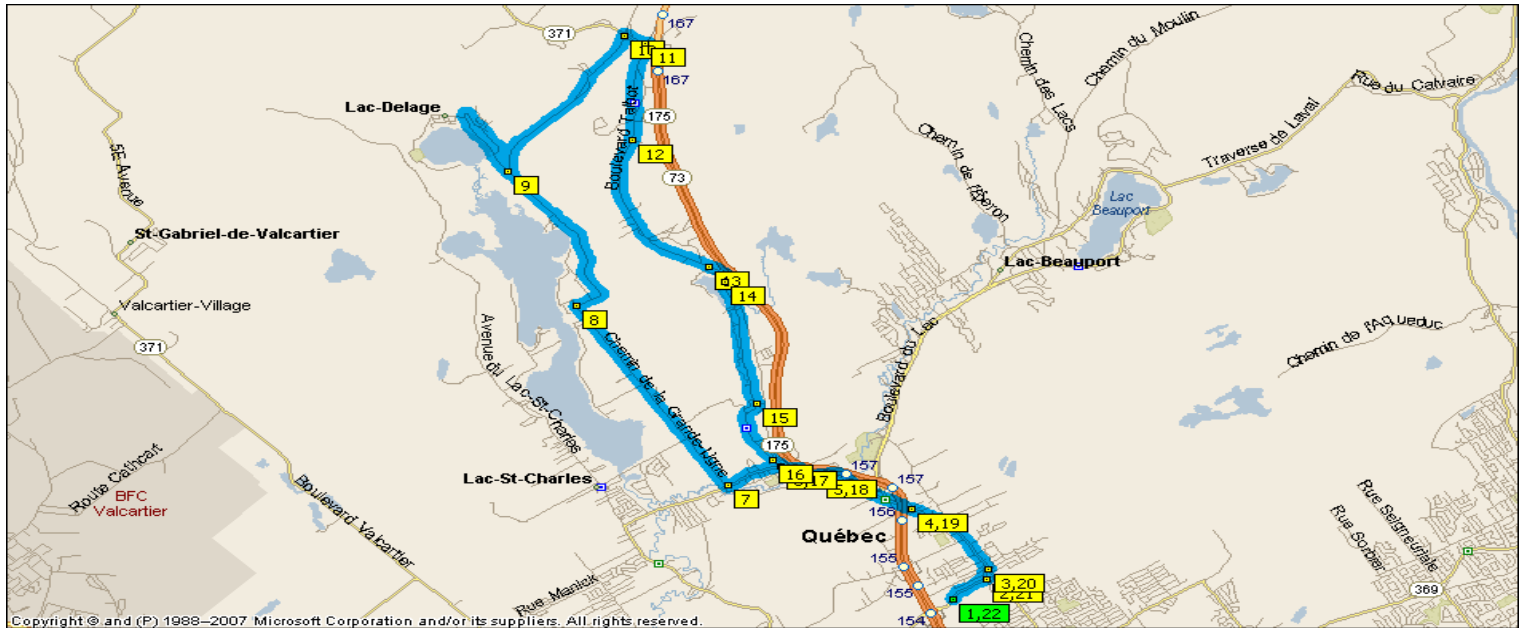 167
371
10
11
167
Chemin du Moulin
Chemin des Lacs
Rue du Calvaire
Lac-Delage
175
Boulevard Talbot
12
Traverse de Laval
Chemin de l'Éperon
5E Avenue
9
73
Lac
Beauport
St-Gabriel-de-Valcartier
Lac-Beauport
13
14
Valcartier-Village
8
371
Avenue du Lac-St-Charles
Chemin de la Grande-Ligne
Boulevard du Lac
Chemin de l'Aqueduc
15
175
Route Cathcart
BFC
Valcartier
Boulevard Valcartier
Lac-St-Charles
16
17
157
157
5,18
7
156
4,19
Québec
Rue Seigneuriale
Rue Sorbier
155
155
3,20
2,21
369
Rue Manick
154
1,22
Copyright © and (P) 1988–2007 Microsoft Corporation and/or its suppliers. All rights reserved.